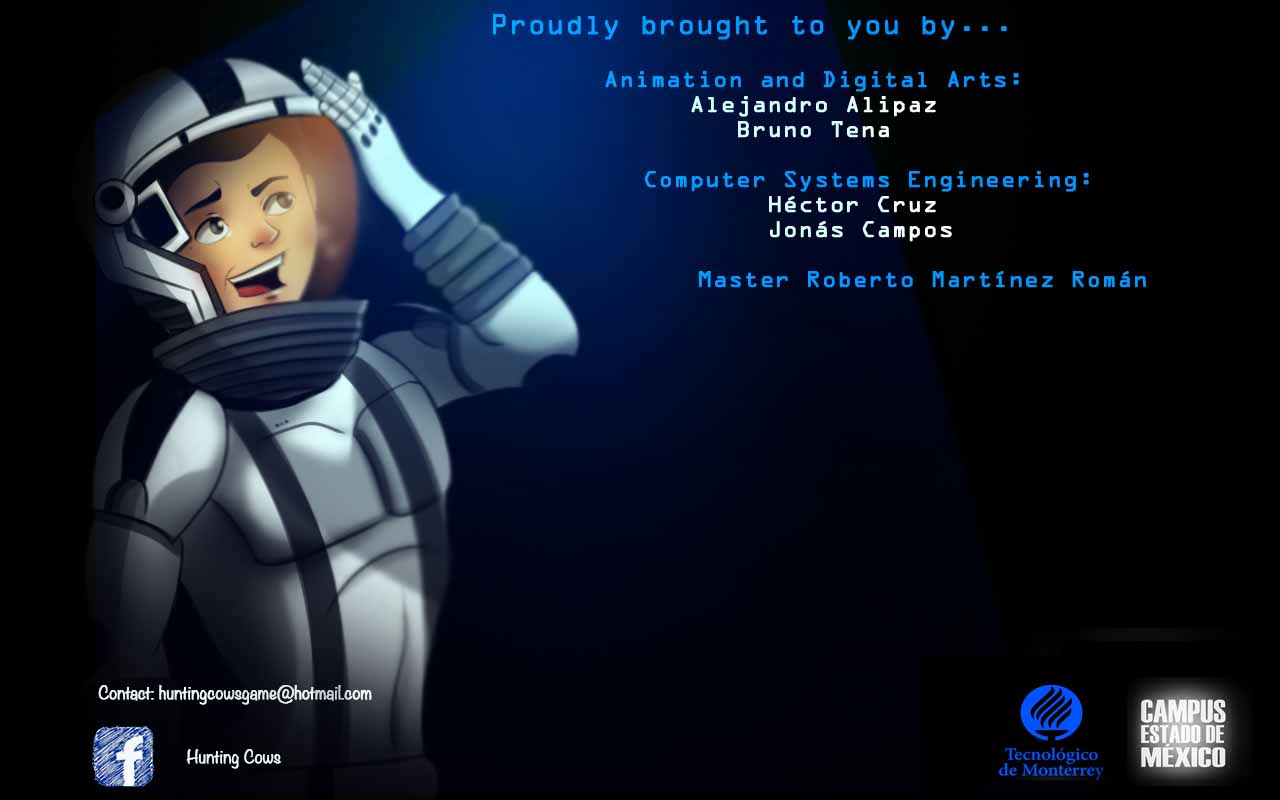 Proudly brought to you by...
Animation and Digital Arts:
Alejandro Alipaz
Bruno Tena
Computer Systems Engineering:
Héctor Cruz
Jonás Campos
Master Roberto Martínez Román
Contact: huntingcowsgame@hotmail.com
f
Hunting Cows
Tecnológico
de Monterrey
CAMPUS
ESTADO DE
MÉXICO